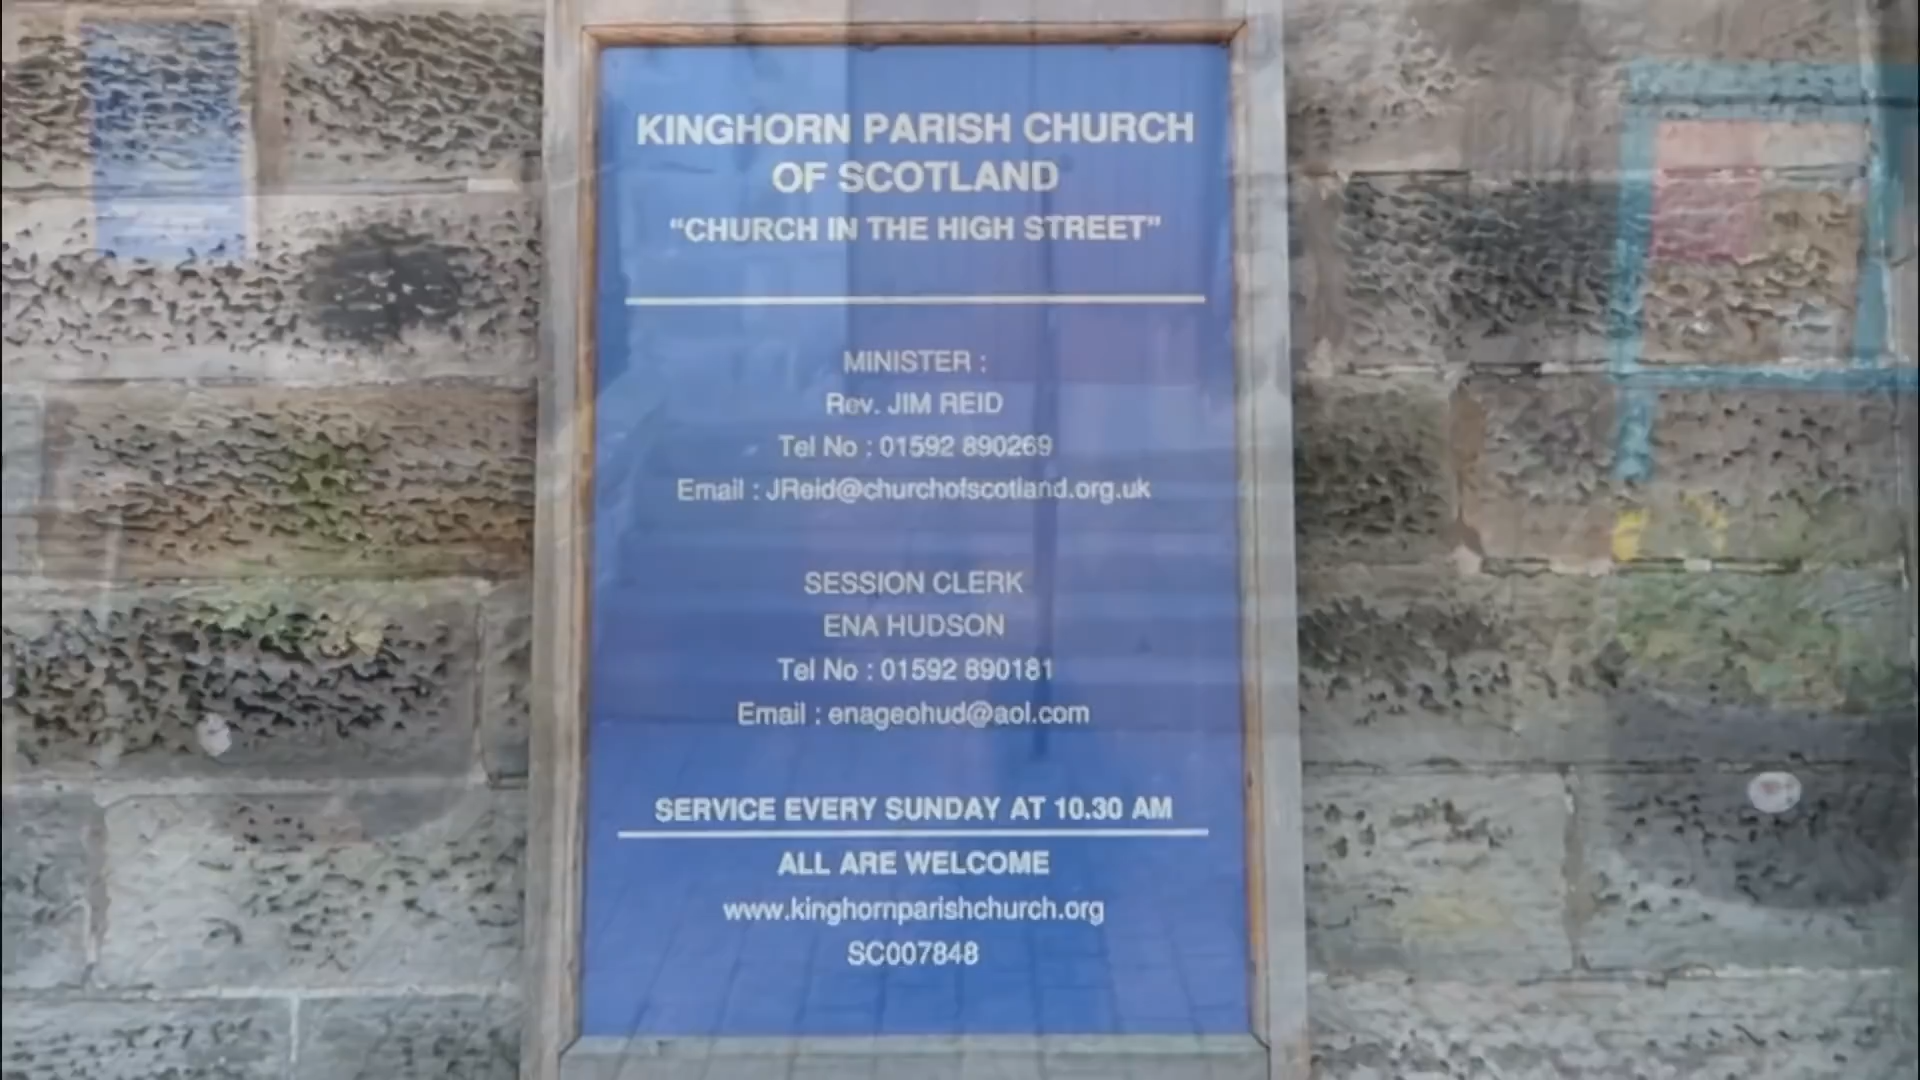 KINGHORN PARISH CHURCH
OF SCOTLAND
“CHURCH IN THE HIGH STREET”
MINISTER :
Rev. JIM REID
Tel No : 01592 890269
Email : JReid@churchofscotland.org.uk
SESSION CLERK
ENA HUDSON
Tel No : 01592 890181
Email : enageohud@aol.com
SERVICE EVERY SUNDAY AT 10.30 AM
ALL ARE WELCOME
www.kinghornparishchurch.org
SC007848